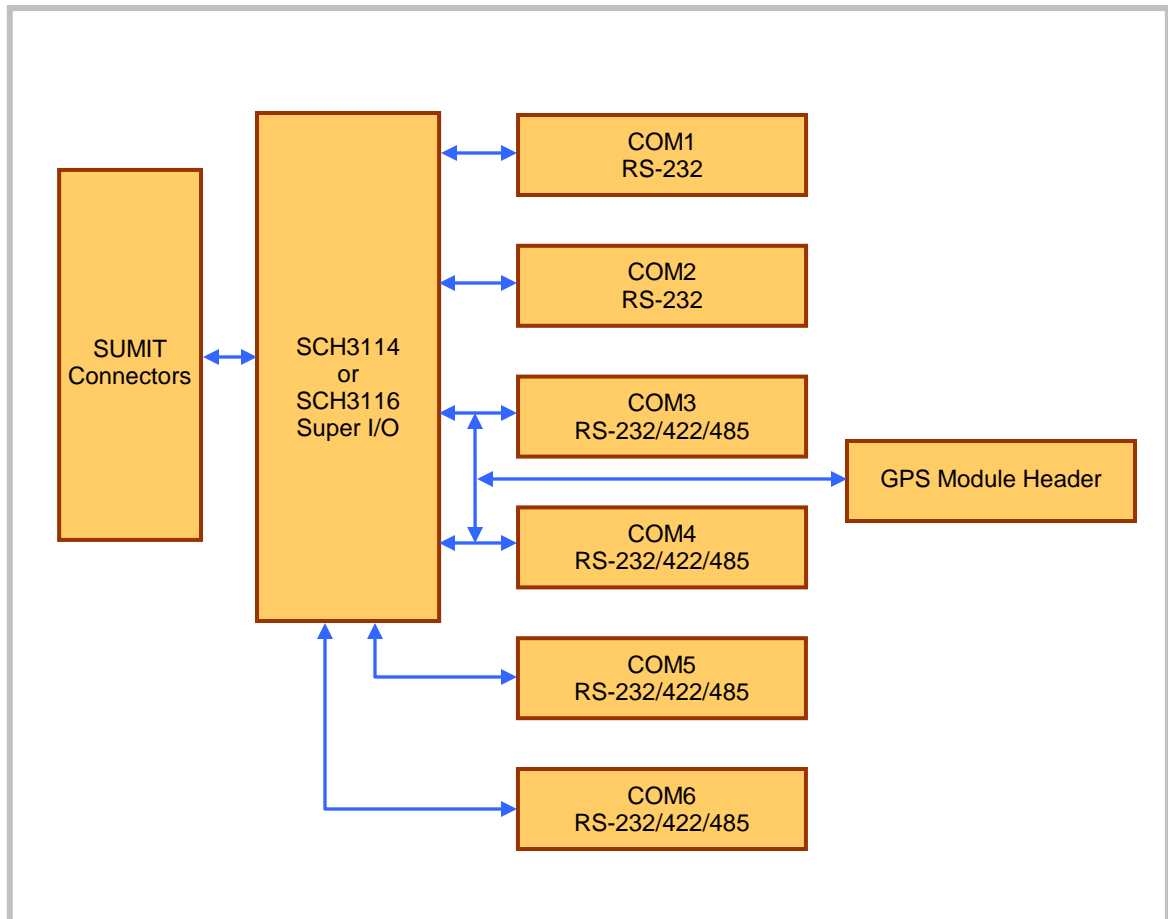 COM1
RS-232
COM2
RS-232
SUMIT
Connectors
SCH3114
or
SCH3116
Super I/O
COM3
RS-232/422/485
GPS Module Header
COM4
RS-232/422/485
COM5
RS-232/422/485
COM6
RS-232/422/485